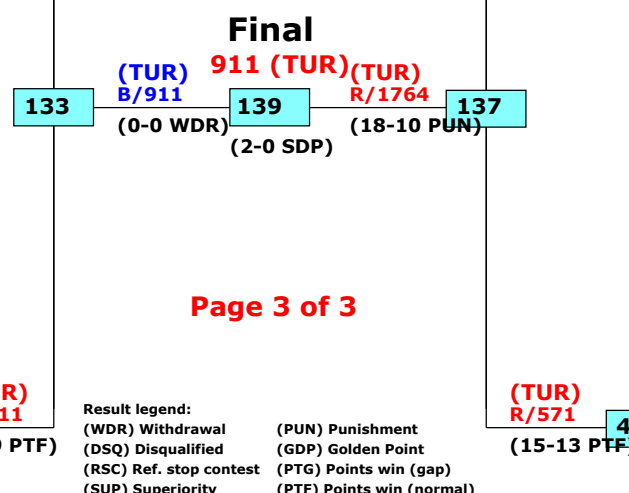 Final
911 (TUR)
(TUR)
B/911
(TUR)
R/1764
133
139
137
(0-0 WDR)
(18-10 PUN)
(2-0 SDP)
Page 3 of 3
R)
11
PTF)
(TUR)
R/571
4
(15-13 PTF)
Result legend:
(WDR) Withdrawal
(PUN) Punishment
(DSQ) Disqualified
(GDP) Golden Point
(RSC) Ref. stop contest
(PTG) Points win (gap)
(SUP) Superiority
(PTF) Points win (normal)